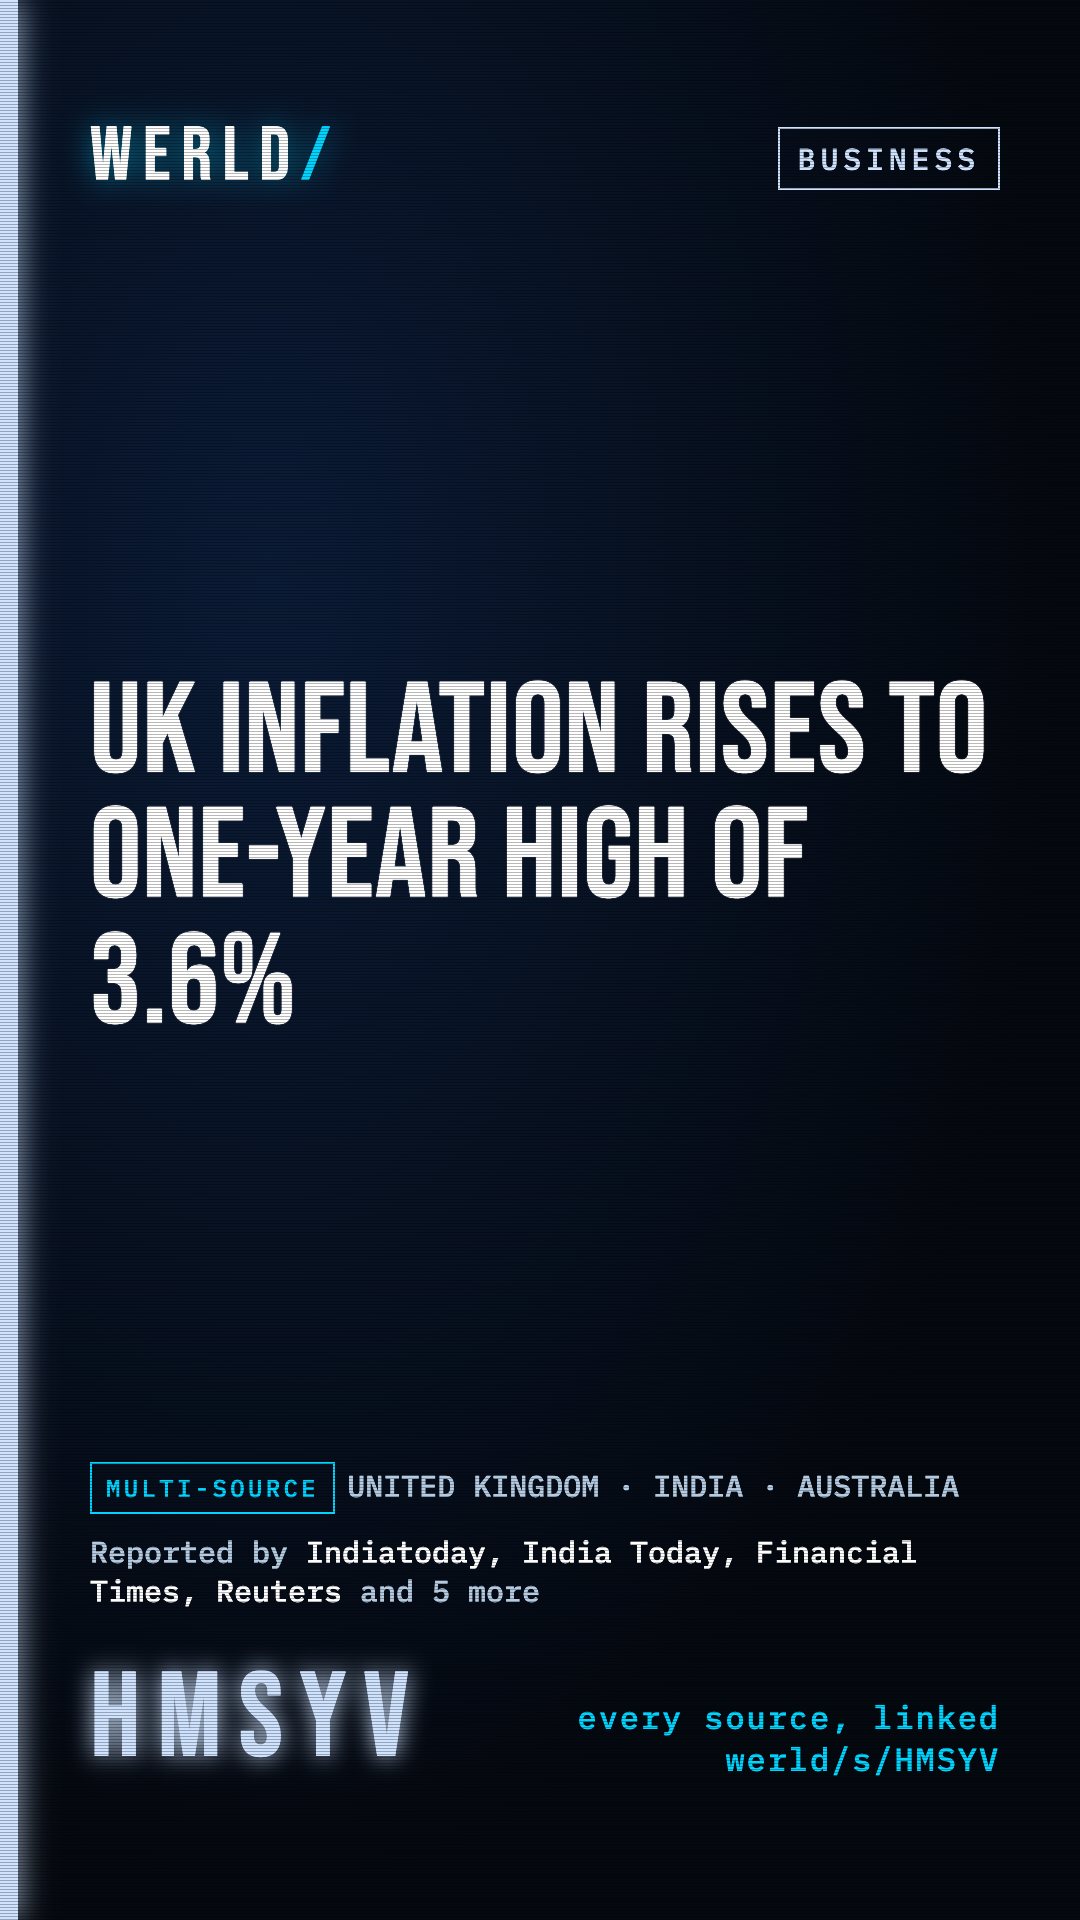 WERLD/
BUSINESS
UK INFLATION RISES TO
ONE-YEAR HIGH OF
3.6%
MULTI-SOURCE UNITED KINGDOM · INDIA · AUSTRALIA
Reported by Indiatoday, India Today, Financial
Times, Reuters and 5 more
HMSYV
every source, linked
werld/s/HMSYV